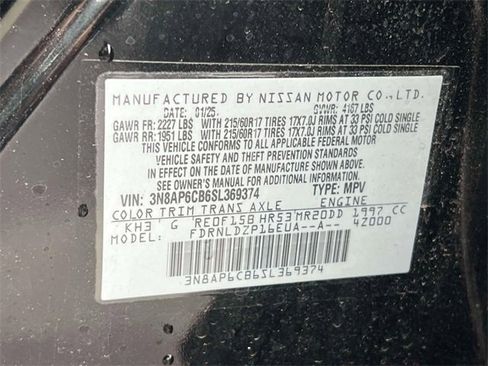 MANUFACTURED BY NISSAN MOTOR CO., LTD.
DATE: 01/25. GVWR: 4167 LBS
GAWR FR: 2227 LBS WITH 215/60R17 TIRES 17X7.0J RIMS AT 33 PSI COLD SINGLE
GAWR RR: 1951 LBS WITH 215/60R17 TIRES 17X7.0J RIMS AT 33 PSI COLD SINGLE
THIS VEHICLE CONFORMS TO ALL APPLICABLE FEDERAL MOTOR
VEHICLE SAFETY AND THEFT PREVENTION STANDARDS IN
EFFECT ON THE DATE OF MANUFACTURE SHOWN ABOVE.
SEE OWNER'S MANUAL FOR ADDITIONAL INFORMATION
VIN: 3N8AP6CB6SL369374 TYPE: MPV
COLOR TRIM TRANS AXLE ENGINE
KH3 G RE0F15B HR53 MR20DD 1997 CC
FDRNLDZP16EUA--A-- 42000
3N8AP6CB6SL369374